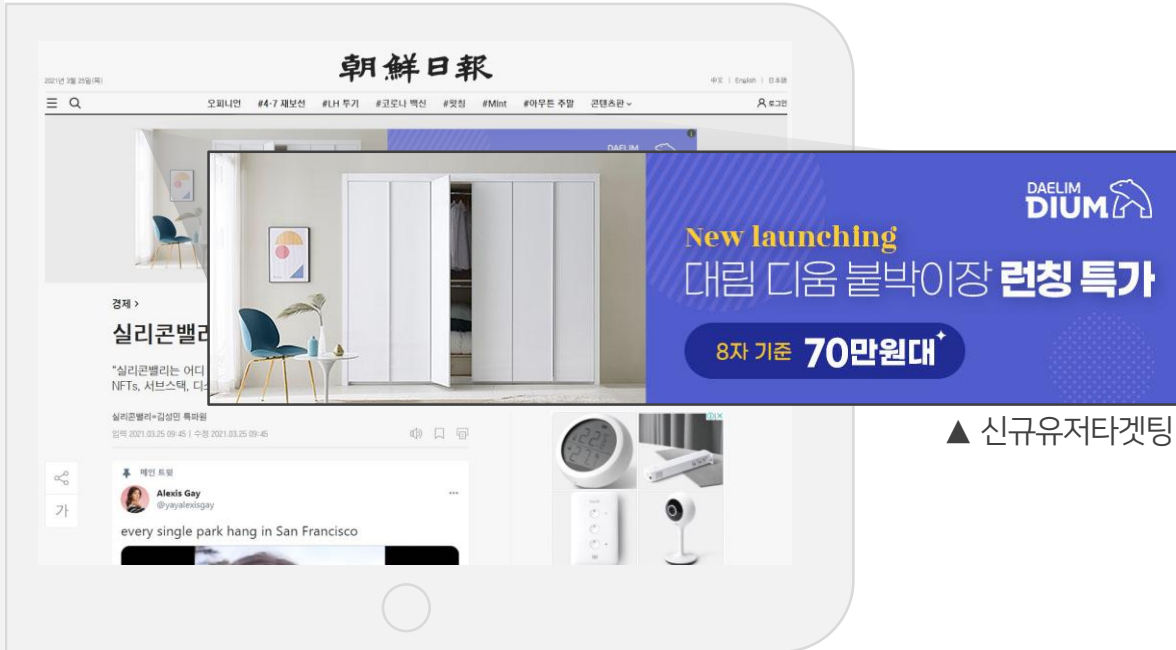 朝鮮日報
2021년 3월 25일(목)
中文 | English | 日本語
오피니언 #4·7 재보선 #LH 투기 #코로나 백신 #왓칭 #Mint #아무튼 주말 콘텐츠판
로그인
DAELIM
DAELIM
DIUM
New launching
대림 디움 붙박이장 런칭 특가
8자 기준 70만원대
▲ 신규유저타겟팅
경제 >
실리콘밸리
"실리콘밸리는 어디
NFTs, 서브스택, 디스
실리콘밸리=김성민 특파원
입력 2021.03.25 09:45 | 수정 2021.03.25 09:45
가
메인 트윗
Alexis Gay
@yayalexisgay
every single park hang in San Francisco